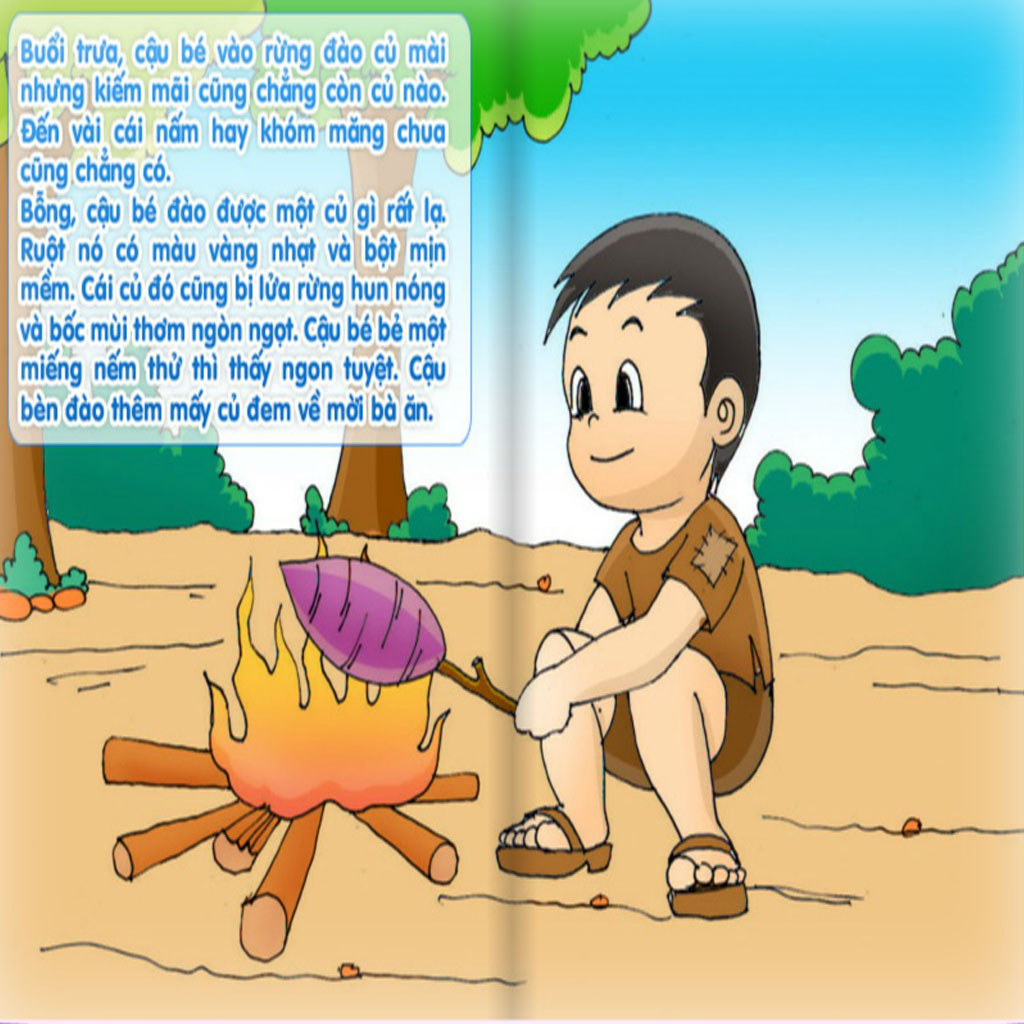 Buổi trưa, cậu bé vào rừng đào củ mài
nhưng kiếm mãi cũng chẳng còn củ nào.
Đến vài cái nấm hay khóm măng chua
cũng chẳng có.
Bỗng, cậu bé đào được một củ gì rất lạ.
Ruột nó có màu vàng nhạt và bột mịn
mềm. Cái củ đó cũng bị lửa rừng hun nóng
và bốc mùi thơm ngòn ngọt. Cậu bé bẻ một
miếng nếm thử thì thấy ngon tuyệt. Cậu
bèn đào thêm mấy củ đem về mời bà ăn.